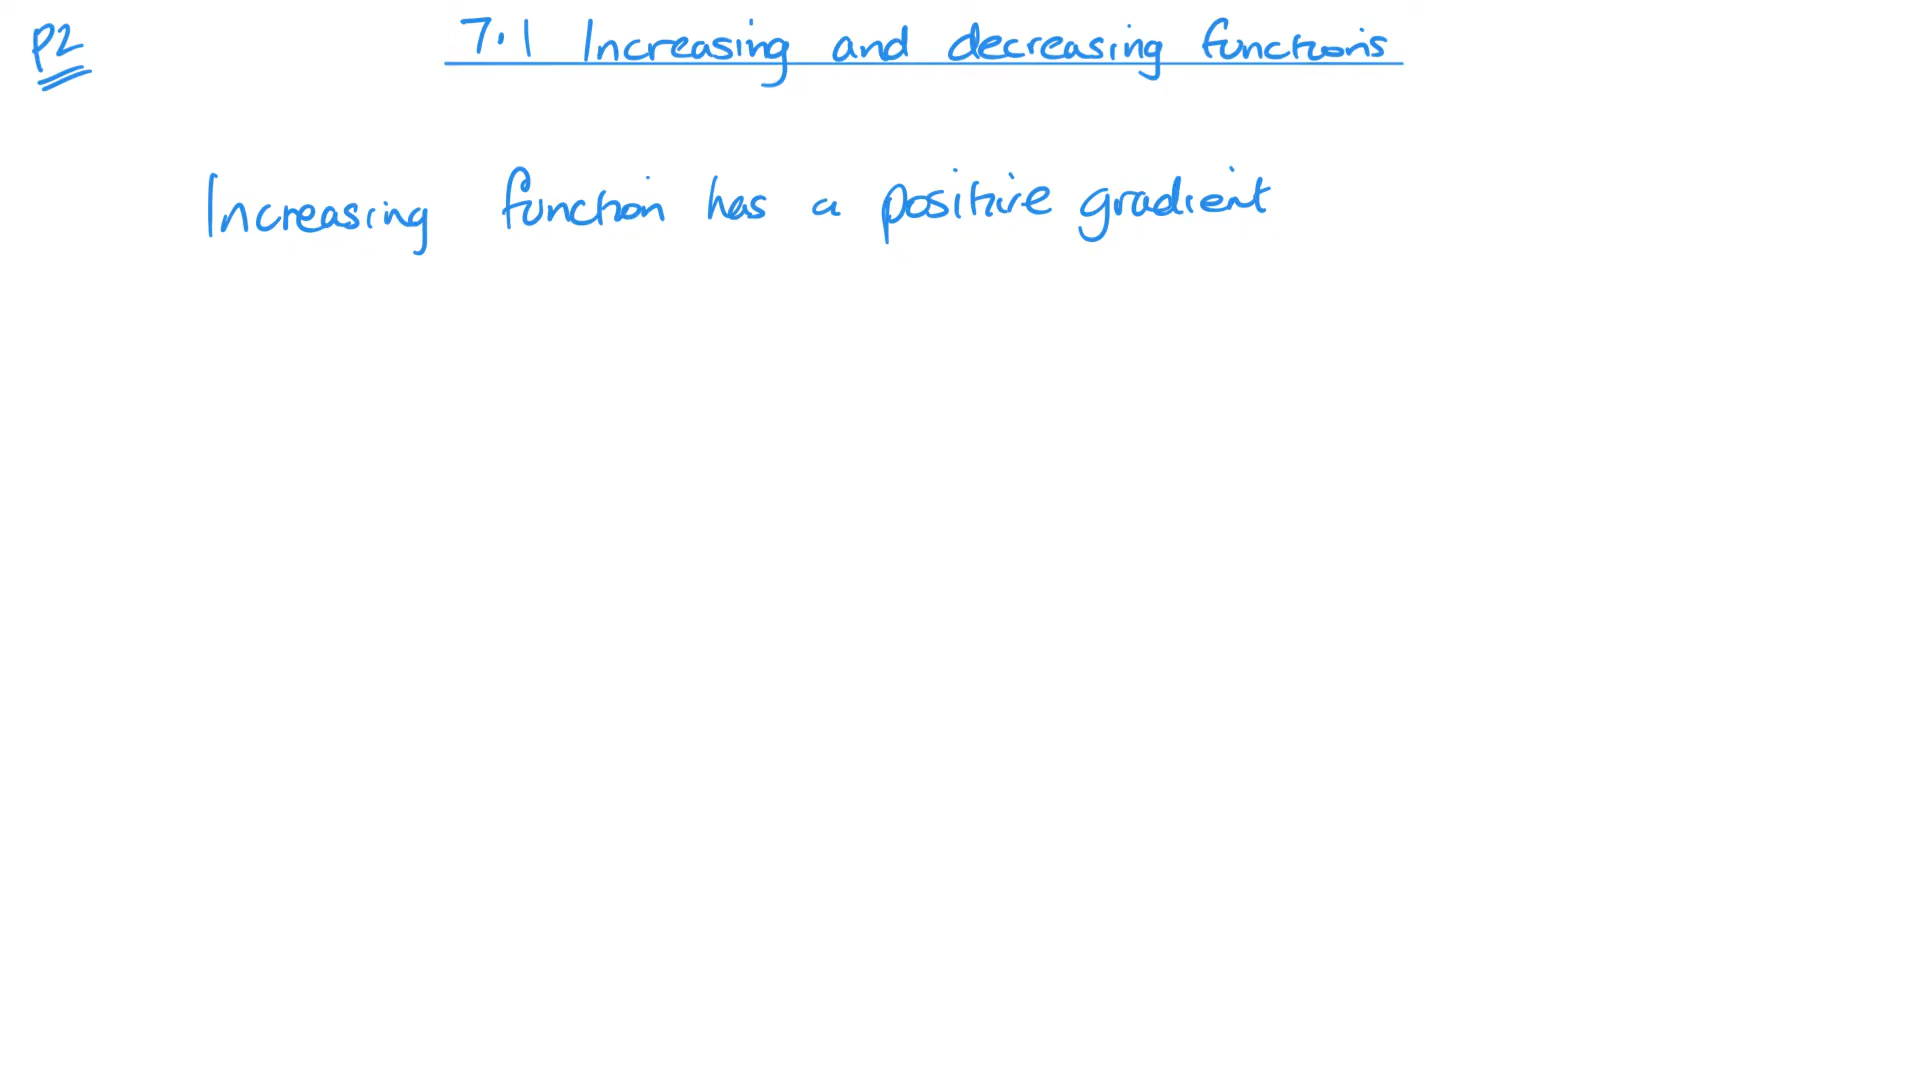 P2
7.1 Increasing and decreasing functions
Increasing function has a positive gradient